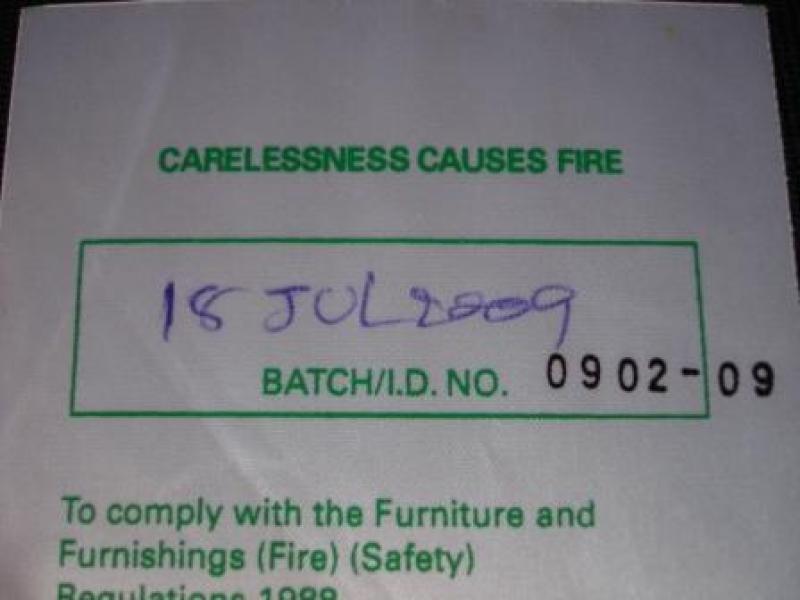 CARELESSNESS CAUSES FIRE
18 JUL 2009
BATCH/I.D. NO. 0902-09
To comply with the Furniture and
Furnishings (Fire) (Safety)
Regulations 1988